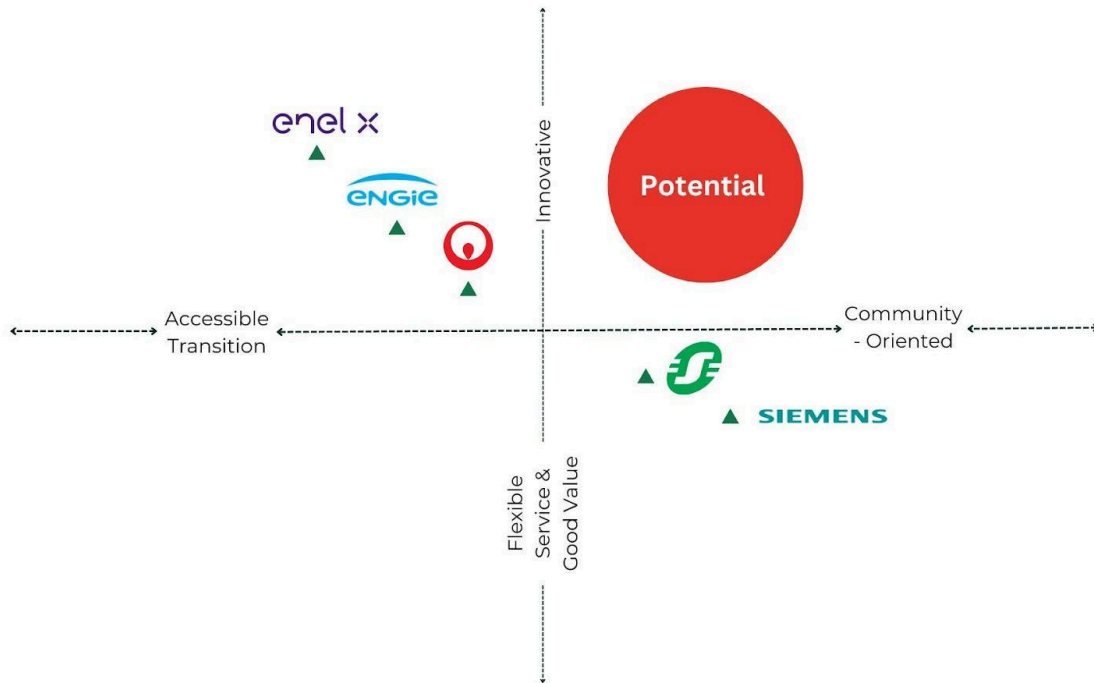 enel x
ENGIE
Innovative
Potential
Accessible
Transition
Community
- Oriented
SIEMENS
Flexible
Service &
Good Value